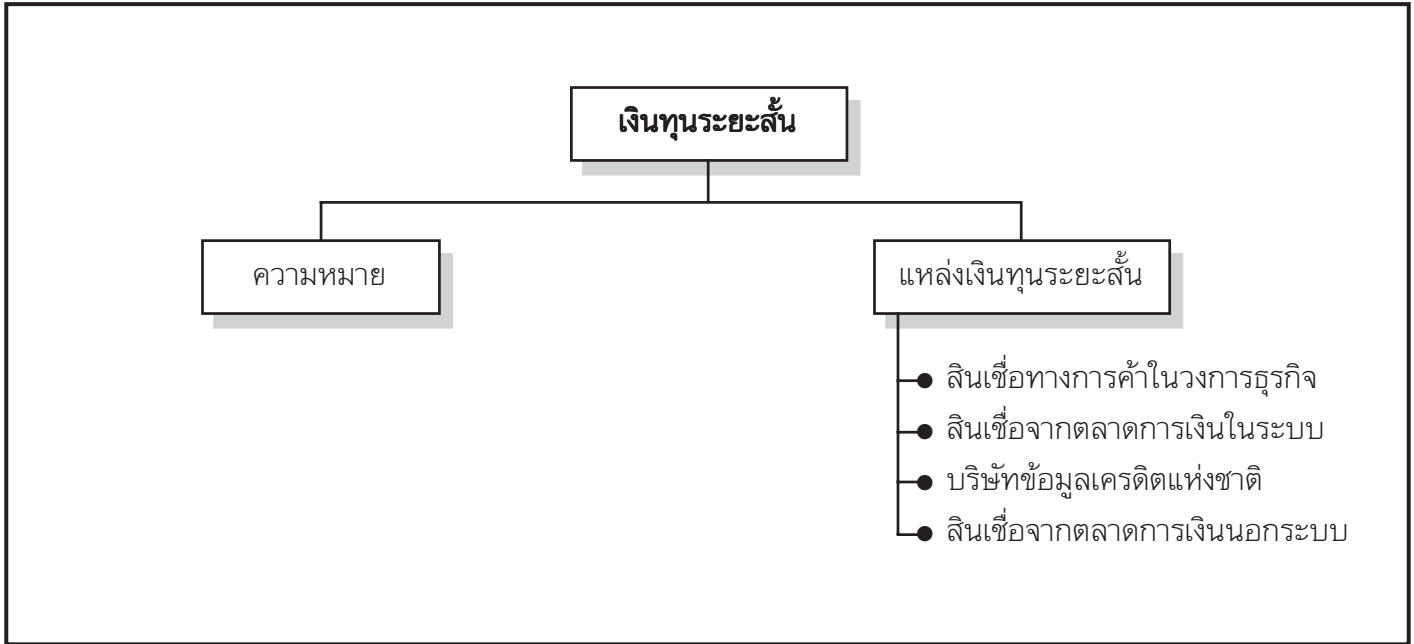 เงินทุนระยะสั้น
ความหมาย
แหล่งเงินทุนระยะสั้น
สินเชื่อทางการค้าในวงการธุรกิจ
สินเชื่อจากตลาดการเงินในระบบ
บริษัทข้อมูลเครดิตแห่งชาติ
สินเชื่อจากตลาดการเงินนอกระบบ